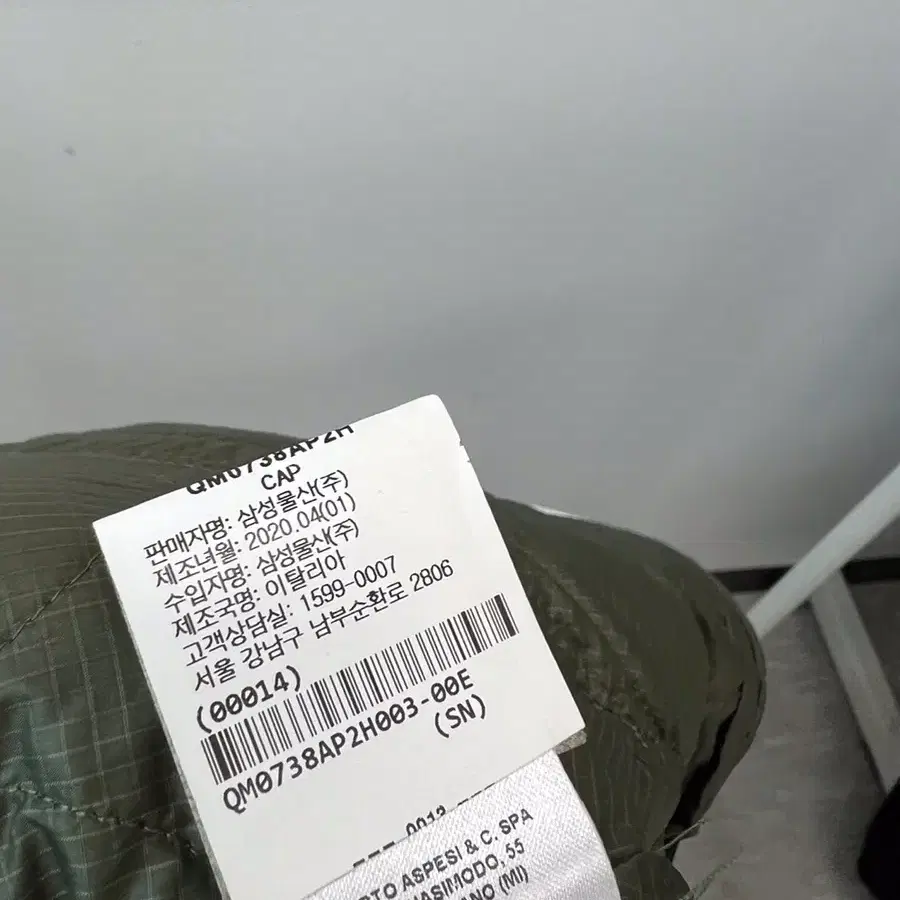 QM0738AP2H
CAP
판매자명: 삼성물산(주)
제조년월: 2020.04(01)
수입자명: 삼성물산(주)
제조국명: 이탈리아
고객상담실: 1599-0007
서울 강남구 남부순환로 2806
(00014)
QM0738AP2H003-00E
(SN)
ASPESI & C. SPA
55
(MI)